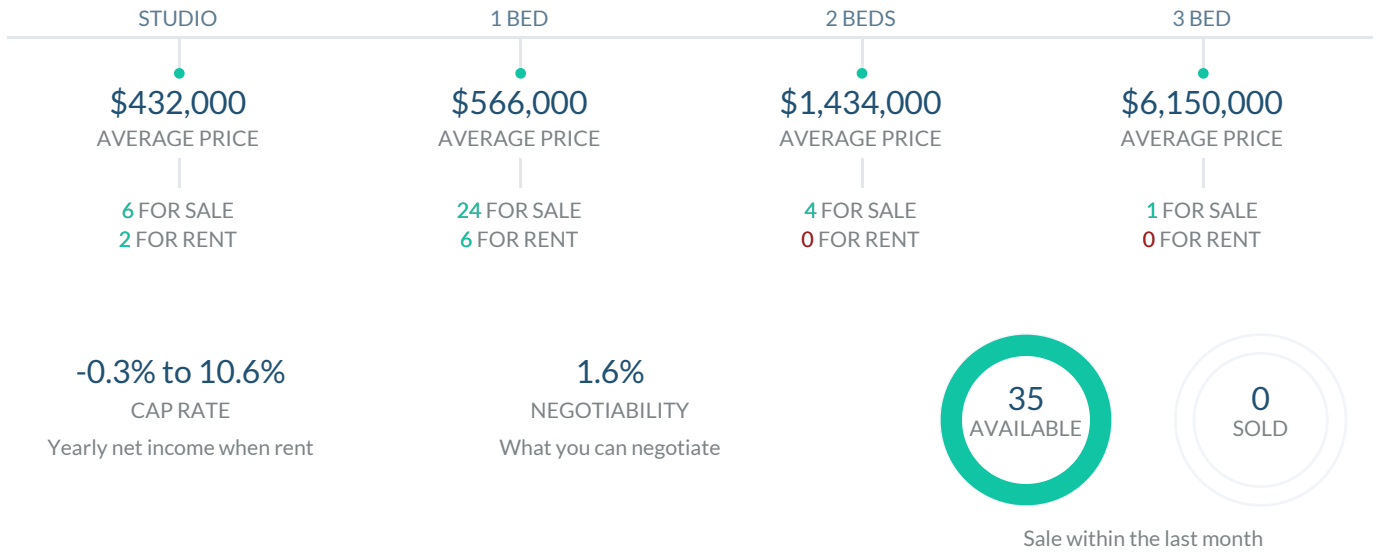 STUDIO
$432,000
AVERAGE PRICE
6 FOR SALE
2 FOR RENT
1 BED
$566,000
AVERAGE PRICE
24 FOR SALE
6 FOR RENT
2 BEDS
$1,434,000
AVERAGE PRICE
4 FOR SALE
0 FOR RENT
3 BED
$6,150,000
AVERAGE PRICE
1 FOR SALE
0 FOR RENT
-0.3% to 10.6%
CAP RATE
Yearly net income when rent
1.6%
NEGOTIABILITY
What you can negotiate
35
AVAILABLE
0
SOLD
Sale within the last month